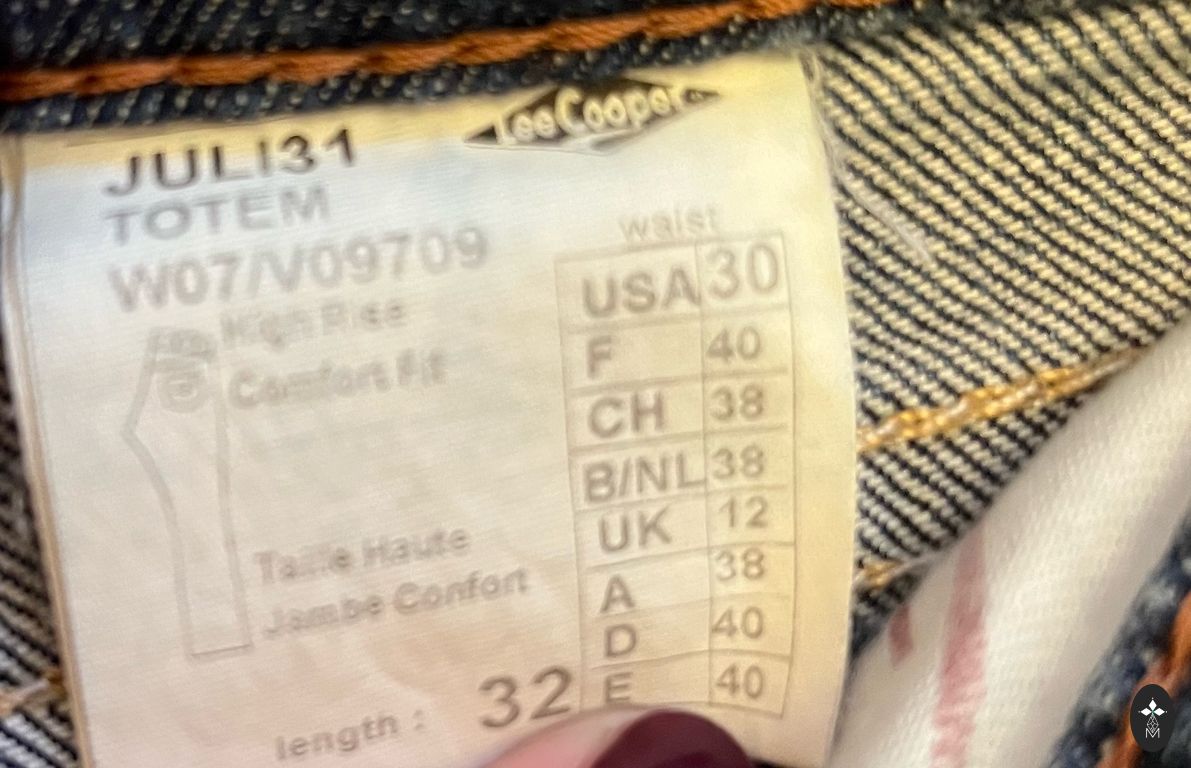 LeeCooper
JULI31
TOTEM
W07/V09709
High Rise
Comfort Fit
Taille Haute
Jambe Confort
length : 32
waist
USA 30
F 40
CH 38
B/NL 38
UK 12
A 38
D 40
E 40
M